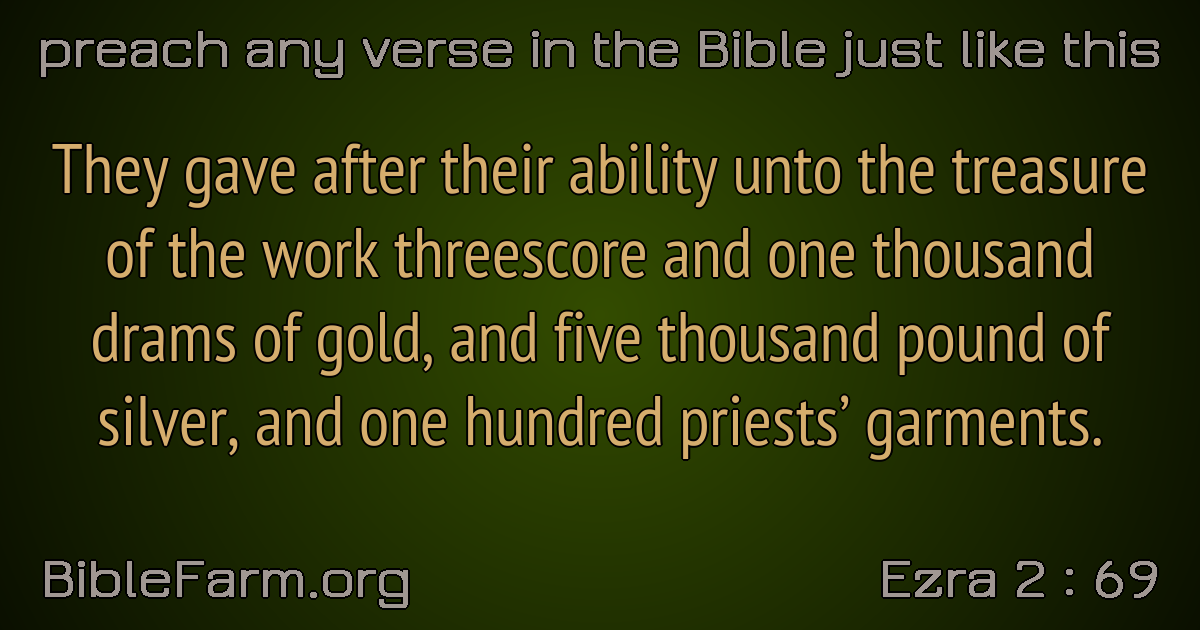 preach any verse in the Bible just like this
They gave after their ability unto the treasure
of the work threescore and one thousand
drams of gold, and five thousand pound of
silver, and one hundred priests’ garments.
BibleFarm.org
Ezra 2 : 69